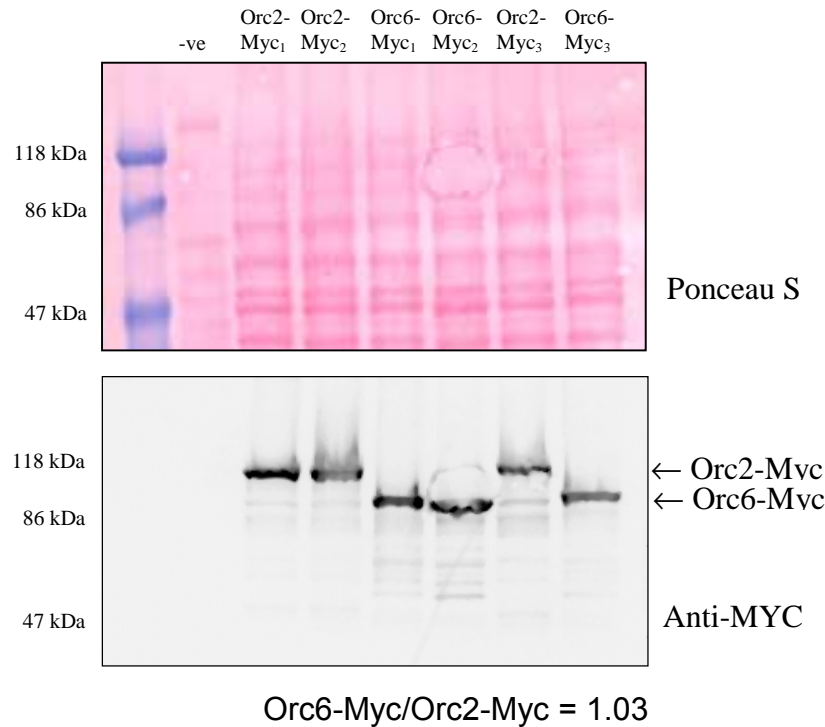 Orc2- Orc2- Orc6- Orc6- Orc2- Orc6-
-ve Myc₁ Myc₂ Myc₁ Myc₂ Myc₃ Myc₃
118 kDa
86 kDa
47 kDa
Ponceau S
118 kDa
← Orc2-Myc
86 kDa
← Orc6-Myc
47 kDa
Anti-MYC
Orc6-Myc/Orc2-Myc = 1.03